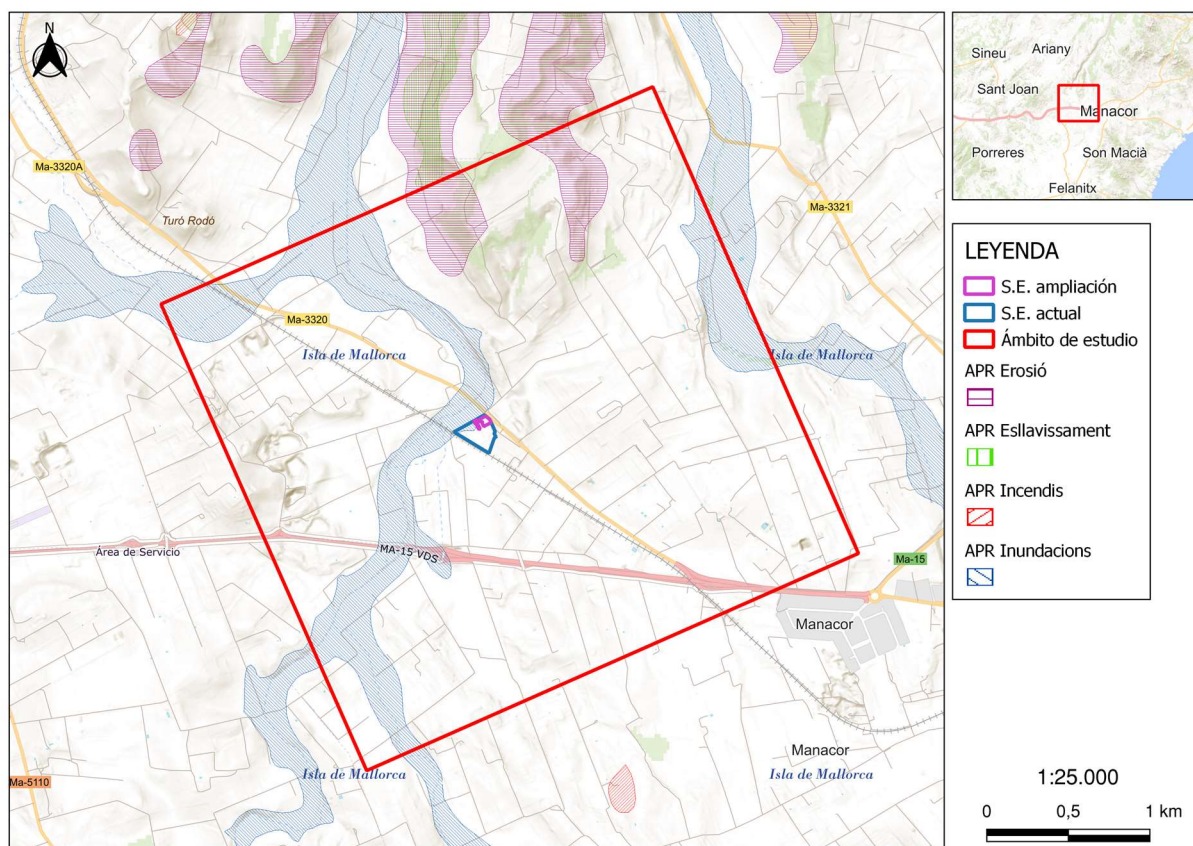 N
Ma-3320A
Turó Rodó
Ma-3321
Ma-3320
Isla de Mallorca
Isla de Mallorca
Área de Servicio
MA-15 VDS
Ma-15
Manacor
Manacor
Isla de Mallorca
Isla de Mallorca
Ma-5110
Sineu
Ariany
Sant Joan
Manacor
Porreres
Son Macià
Felanitx
LEYENDA
S.E. ampliación
S.E. actual
Ámbito de estudio
APR Erosió
APR Esllavissament
APR Incendis
APR Inundacions
1:25.000
0 0,5 1 km